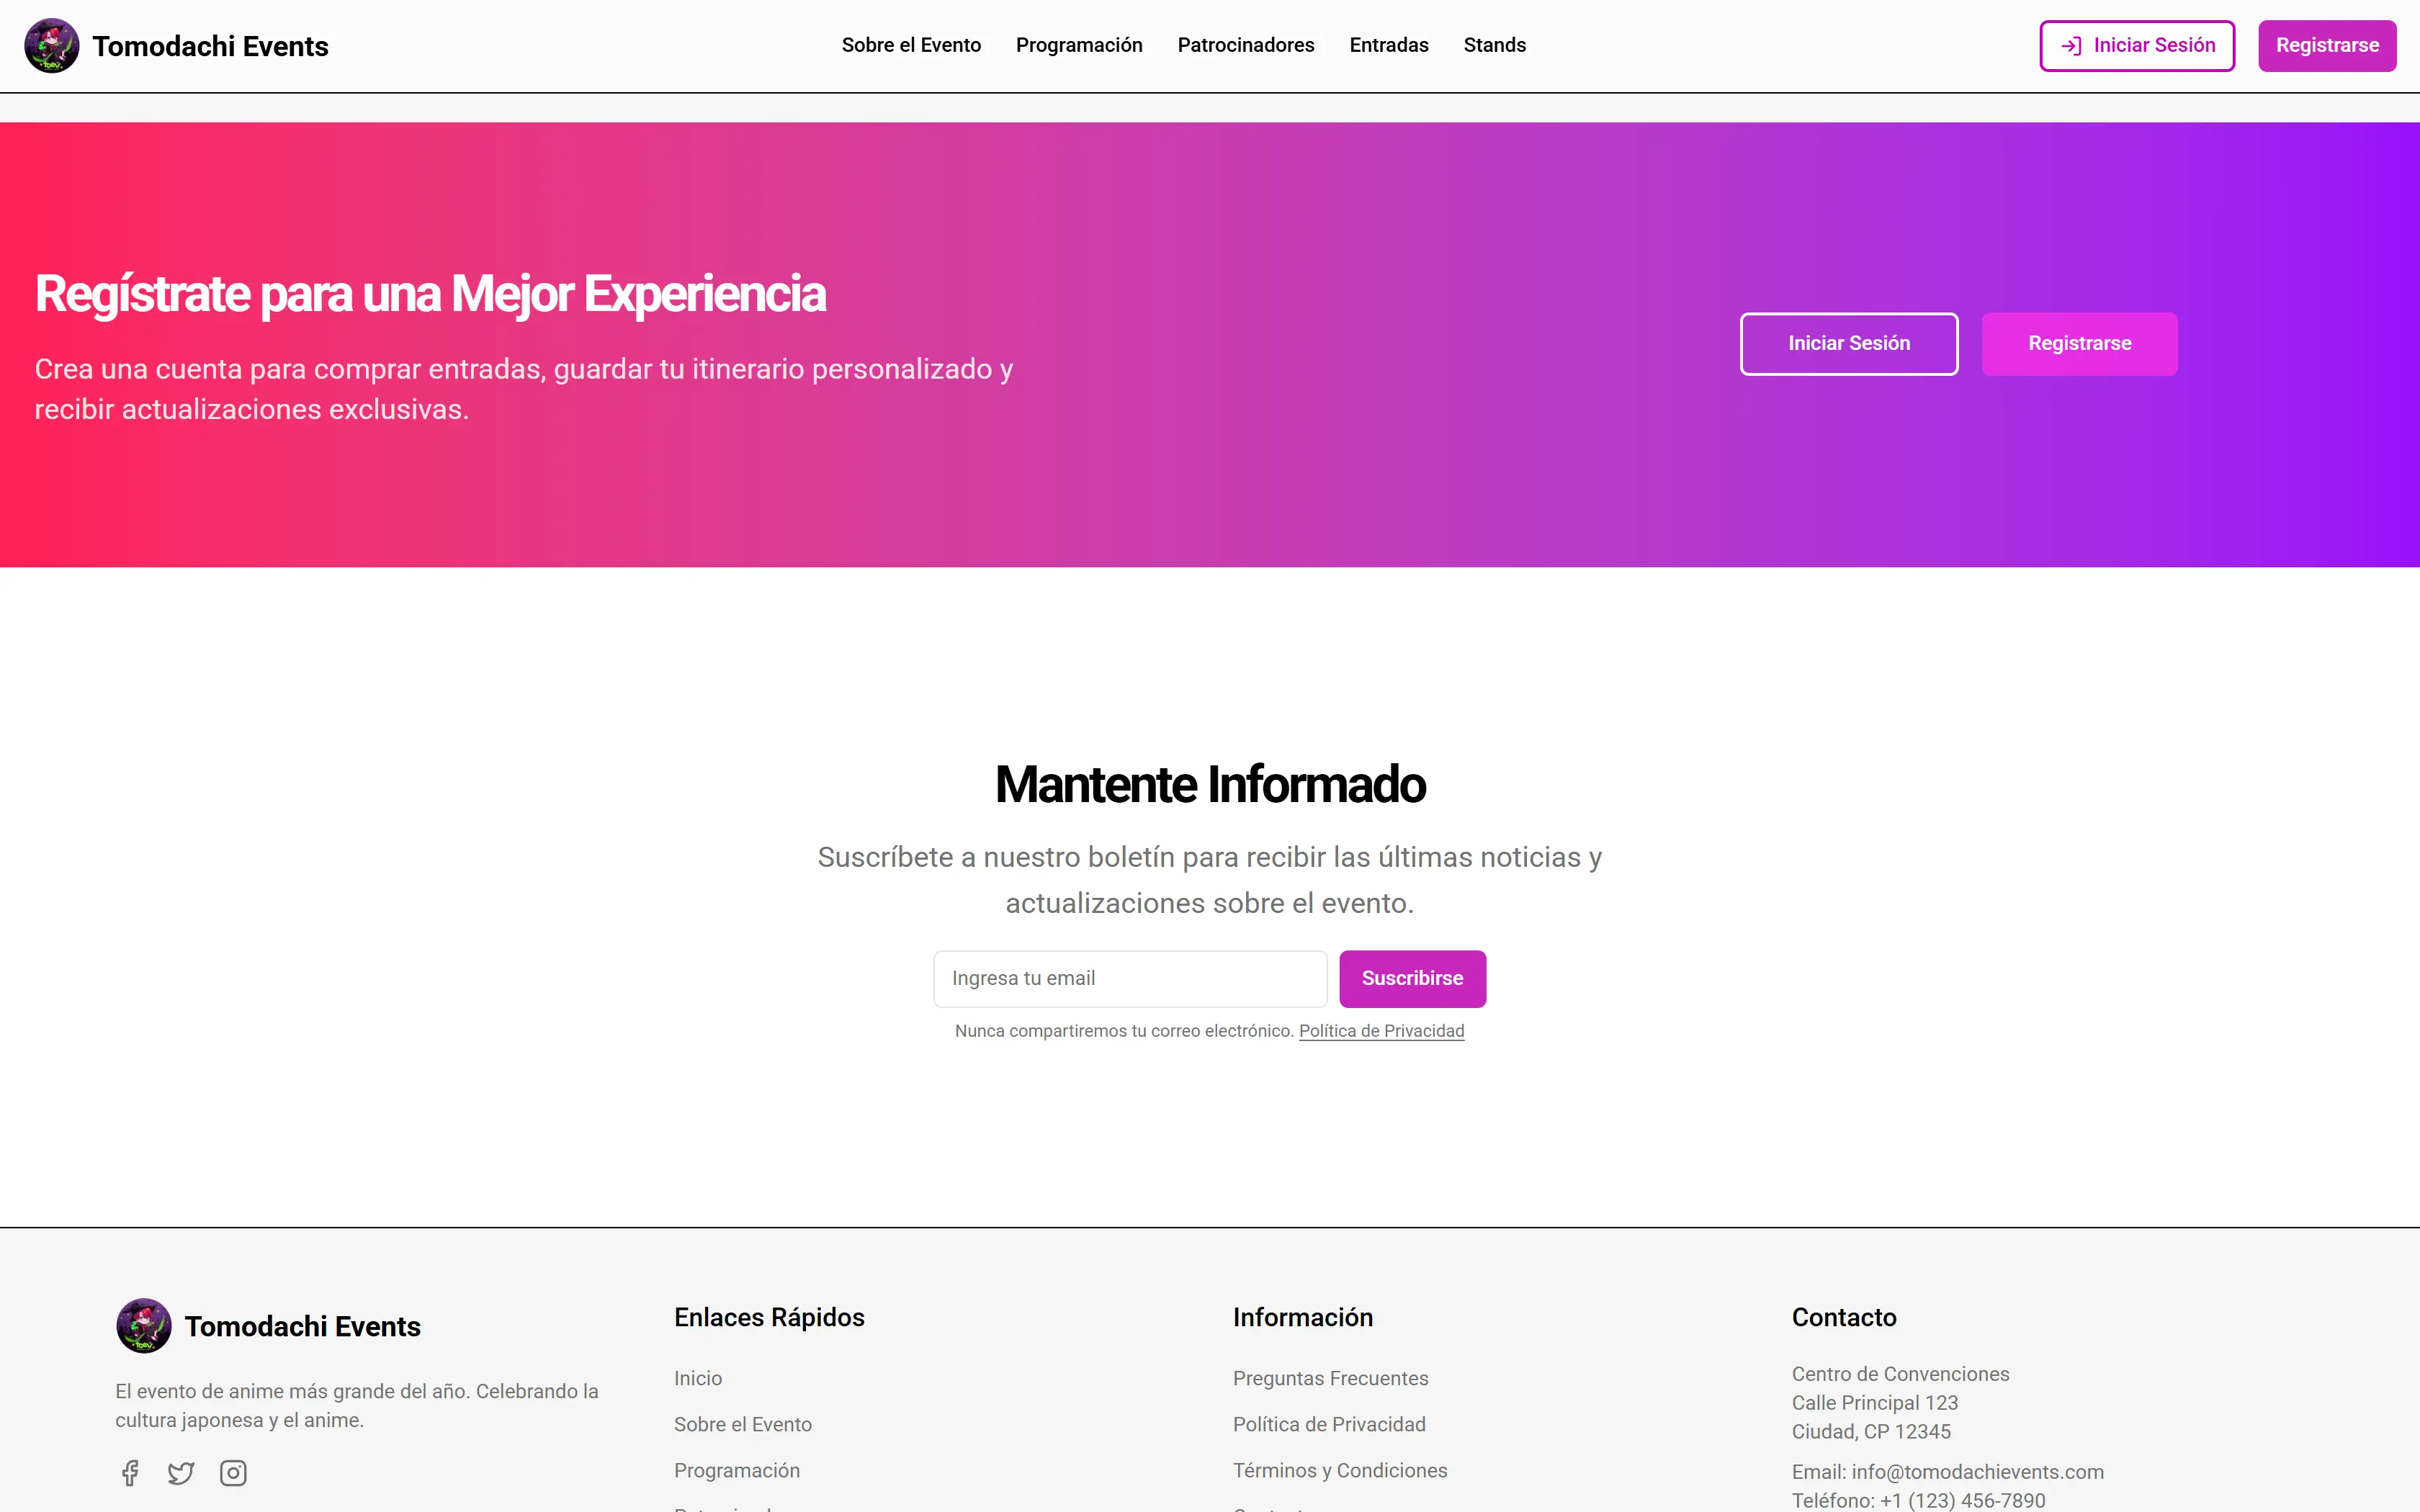 Tomodachi Events
Sobre el Evento
Programación
Patrocinadores
Entradas
Stands
Iniciar Sesión
Registrarse
Regístrate para una Mejor Experiencia
Crea una cuenta para comprar entradas, guardar tu itinerario personalizado y
recibir actualizaciones exclusivas.
Iniciar Sesión
Registrarse
Mantente Informado
Suscríbete a nuestro boletín para recibir las últimas noticias y
actualizaciones sobre el evento.
Ingresa tu email
Suscribirse
Nunca compartiremos tu correo electrónico. Política de Privacidad
Tomodachi Events
El evento de anime más grande del año. Celebrando la
cultura japonesa y el anime.
Enlaces Rápidos
Inicio
Sobre el Evento
Programación
Información
Preguntas Frecuentes
Política de Privacidad
Términos y Condiciones
Contacto
Centro de Convenciones
Calle Principal 123
Ciudad, CP 12345
Email: info@tomodachievents.com
Teléfono: +1 (123) 456-7890